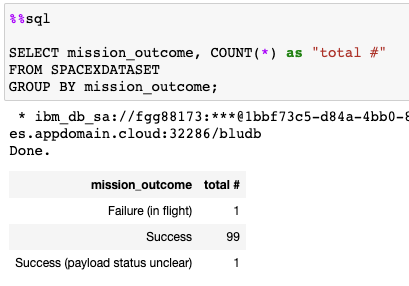 %%sql
SELECT mission_outcome, COUNT(*) as "total #"
FROM SPACEXDATASET
GROUP BY mission_outcome;
* ibm_db_sa://fgg88173:***@1bbf73c5-d84a-4bb0-8
es.appdomain.cloud:32286/bludb
Done.
mission_outcome total #
Failure (in flight) 1
Success 99
Success (payload status unclear) 1